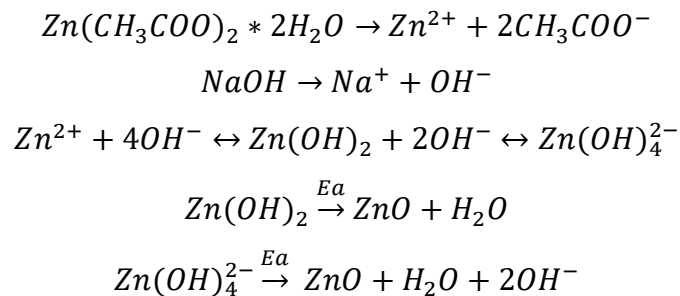 Zn(CH₃COO)₂ * 2H₂O → Zn²⁺ + 2CH₃COO⁻
NaOH → Na⁺ + OH⁻
Zn²⁺ + 4OH⁻ ↔ Zn(OH)₂ + 2OH⁻ ↔ Zn(OH)₄²⁻
Zn(OH)₂ →^{Ea} ZnO + H₂O
Zn(OH)₄²⁻ →^{Ea} ZnO + H₂O + 2OH⁻